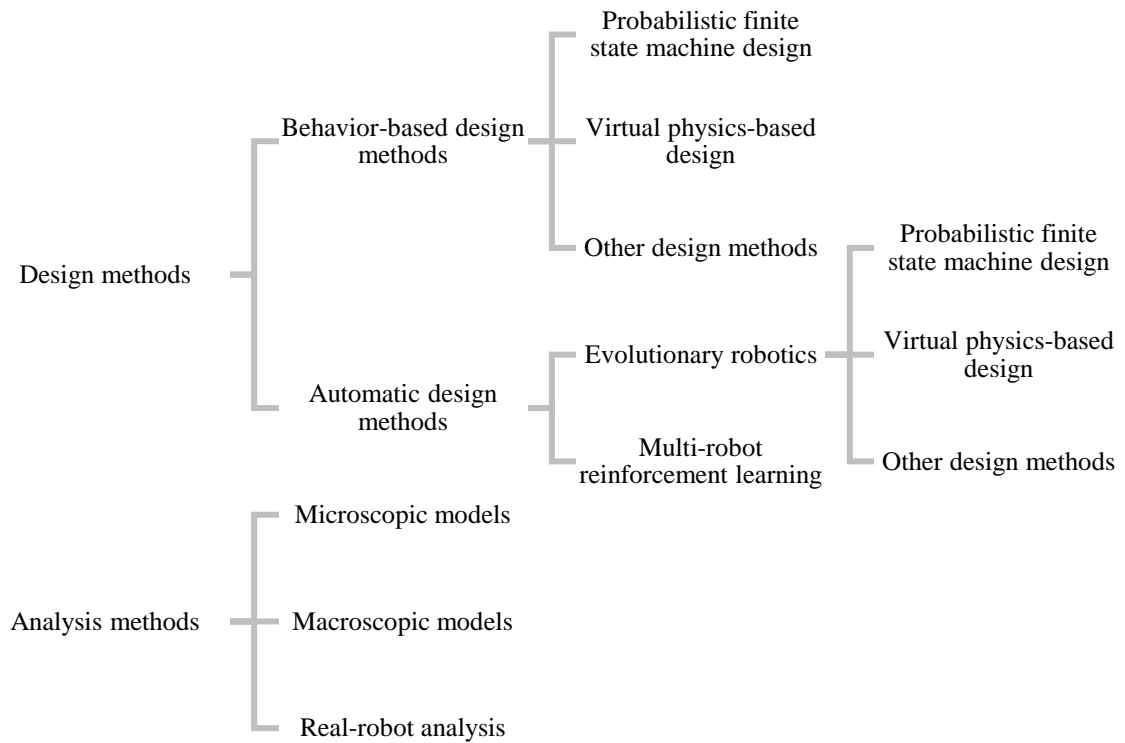 Probabilistic finite
state machine design
Behavior-based design
methods
Virtual physics-based
design
Other design methods
Probabilistic finite
state machine design
Design methods
Evolutionary robotics
Virtual physics-based
design
Automatic design
methods
Multi-robot
reinforcement learning
Other design methods
Microscopic models
Analysis methods
Macroscopic models
Real-robot analysis